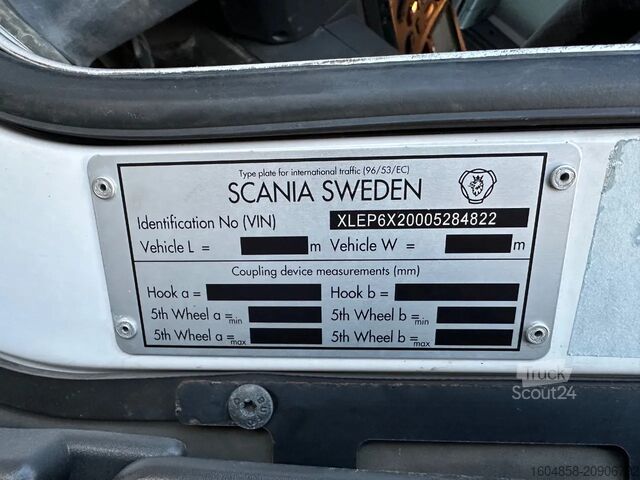 Type plate for international traffic (96/53/EC)
SCANIA SWEDEN
Identification No (VIN) XLEP6X20005284822
Vehicle L = m Vehicle W = m
Coupling device measurements (mm)
Hook a = Hook b =
5th Wheel a =min 5th Wheel b =min
5th Wheel a =max 5th Wheel b =max
Truck
Scout24